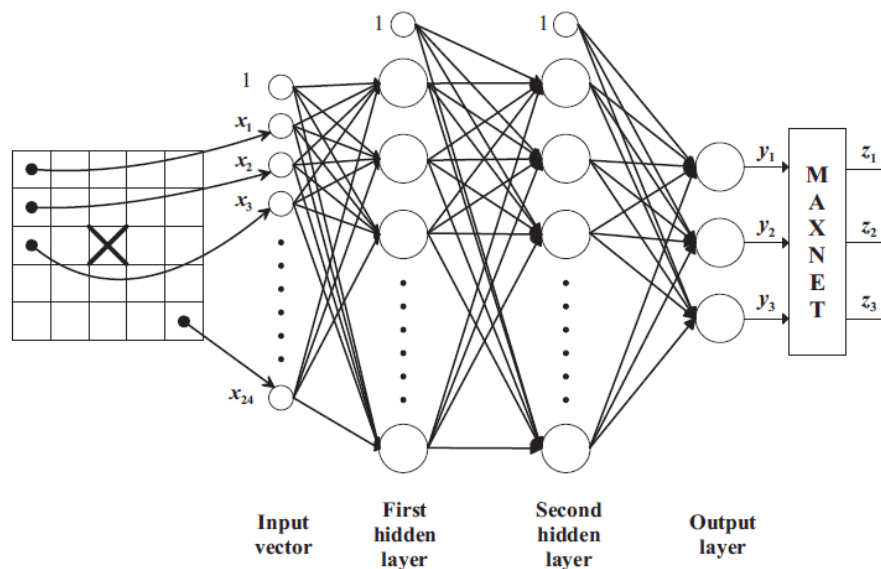 1
1
1
x₁
x₂
x₃
x₂₄
y₁
y₂
y₃
MAXNET
z₁
z₂
z₃
Input
vector
First
hidden
layer
Second
hidden
layer
Output
layer